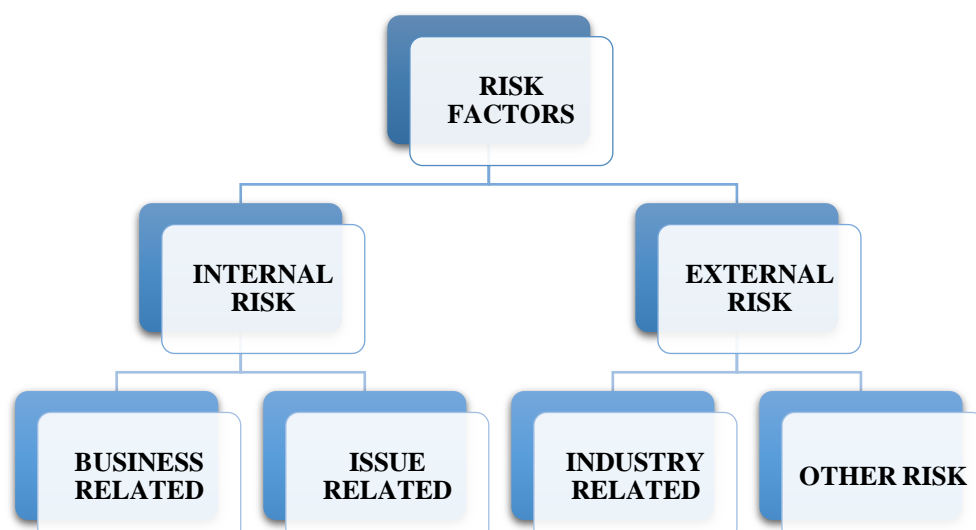 RISK
FACTORS
INTERNAL
RISK
EXTERNAL
RISK
BUSINESS
RELATED
ISSUE
RELATED
INDUSTRY
RELATED
OTHER RISK